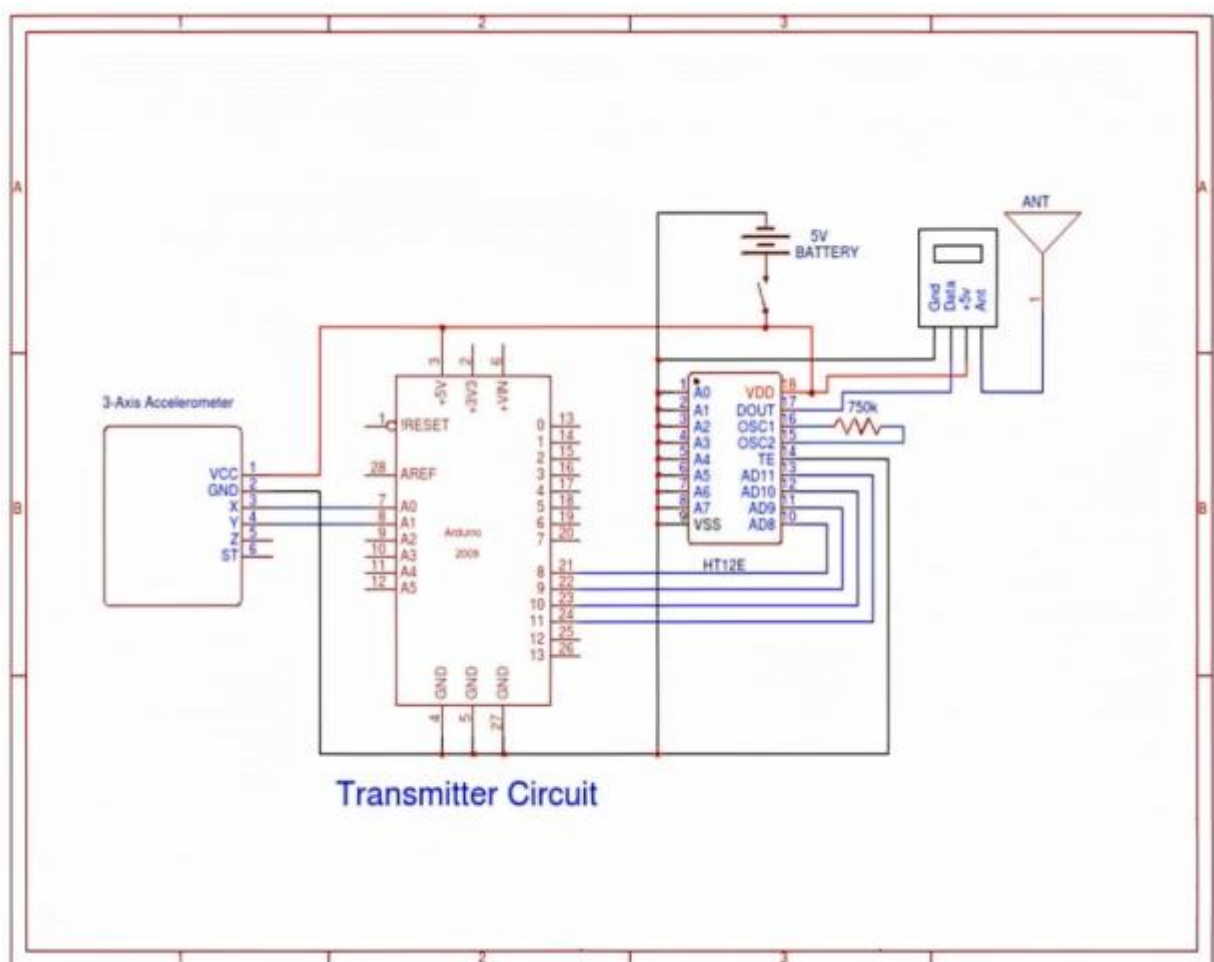 1 2 3
A A
ANT
5V
BATTERY
Gnd Data +5v Ant
1
3 2 6
+5V +3V3 +VIN
3-Axis Accelerometer
VCC 1
GND 2
X 3
Y 4
Z 5
ST 6
1 !RESET
28 AREF
7 A0
8 A1
9 A2
10 A3
11 A4
12 A5
Arduino
2009
0 13
1 14
2 15
3 16
4 17
5 18
6 19
7 20
8 21
9 22
10 23
11 24
12 25
13 26
GND GND GND
4 5 27
1 A0 VDD 18
2 A1 DOUT 17
3 A2 OSC1 16
4 A3 OSC2 15
5 A4 TE 14
6 A5 AD11 13
7 A6 AD10 12
8 A7 AD9 11
9 VSS AD8 10
750k
HT12E
B B
Transmitter Circuit
1 2 3